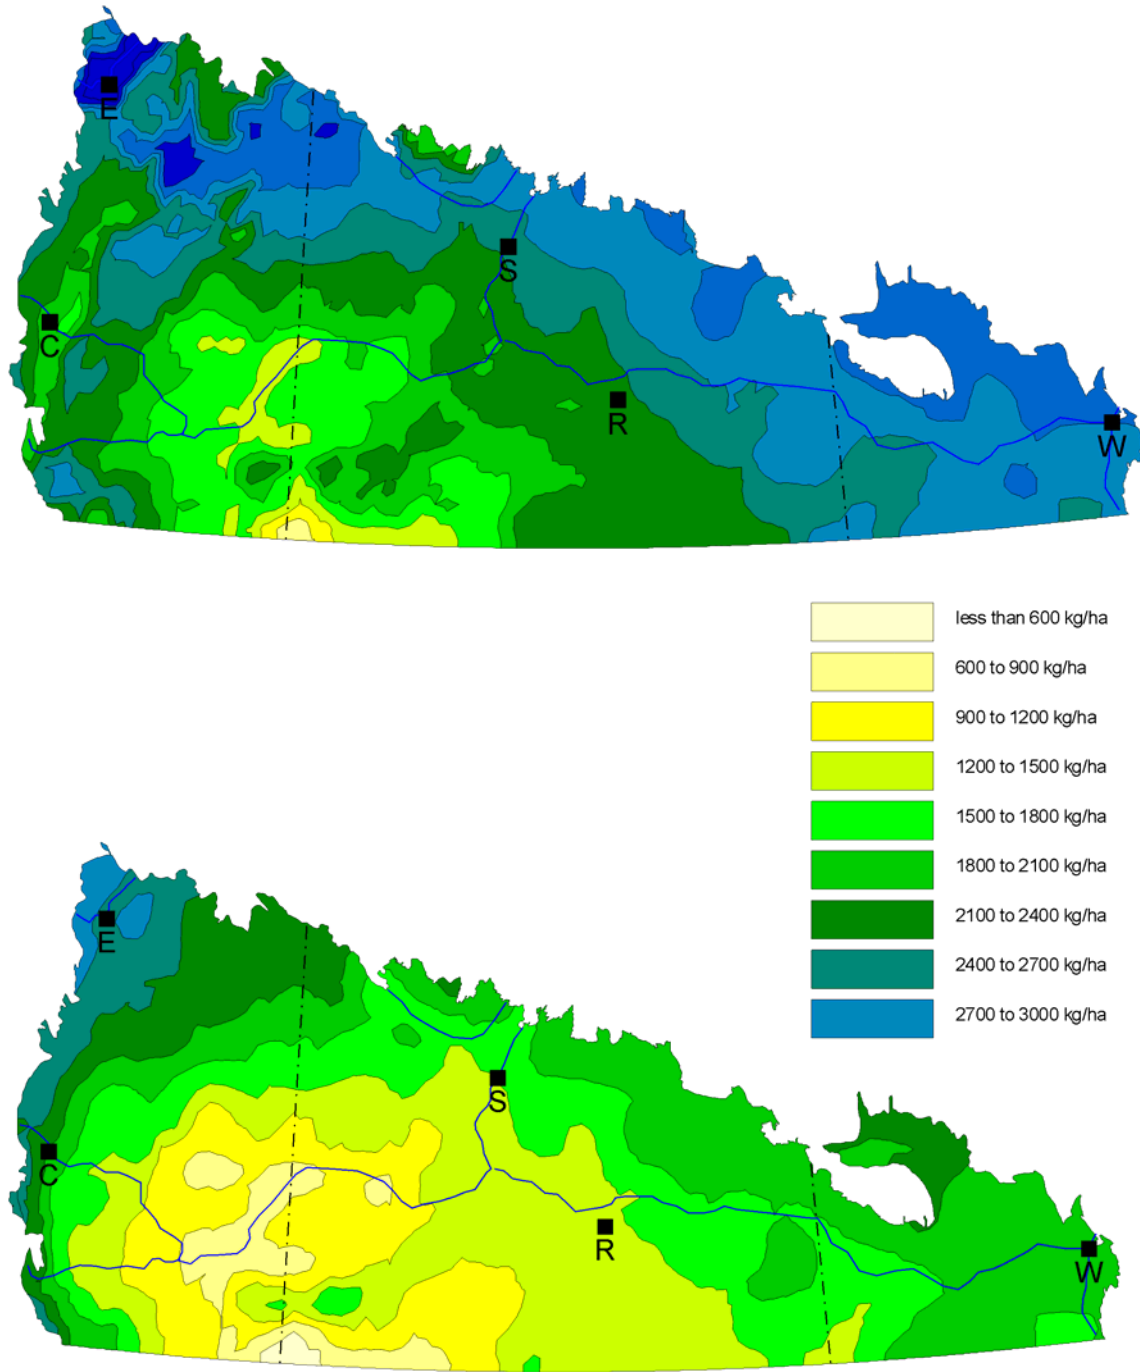 E
S
C
R
W
less than 600 kg/ha
600 to 900 kg/ha
900 to 1200 kg/ha
1200 to 1500 kg/ha
1500 to 1800 kg/ha
1800 to 2100 kg/ha
2100 to 2400 kg/ha
2400 to 2700 kg/ha
2700 to 3000 kg/ha
E
S
C
R
W